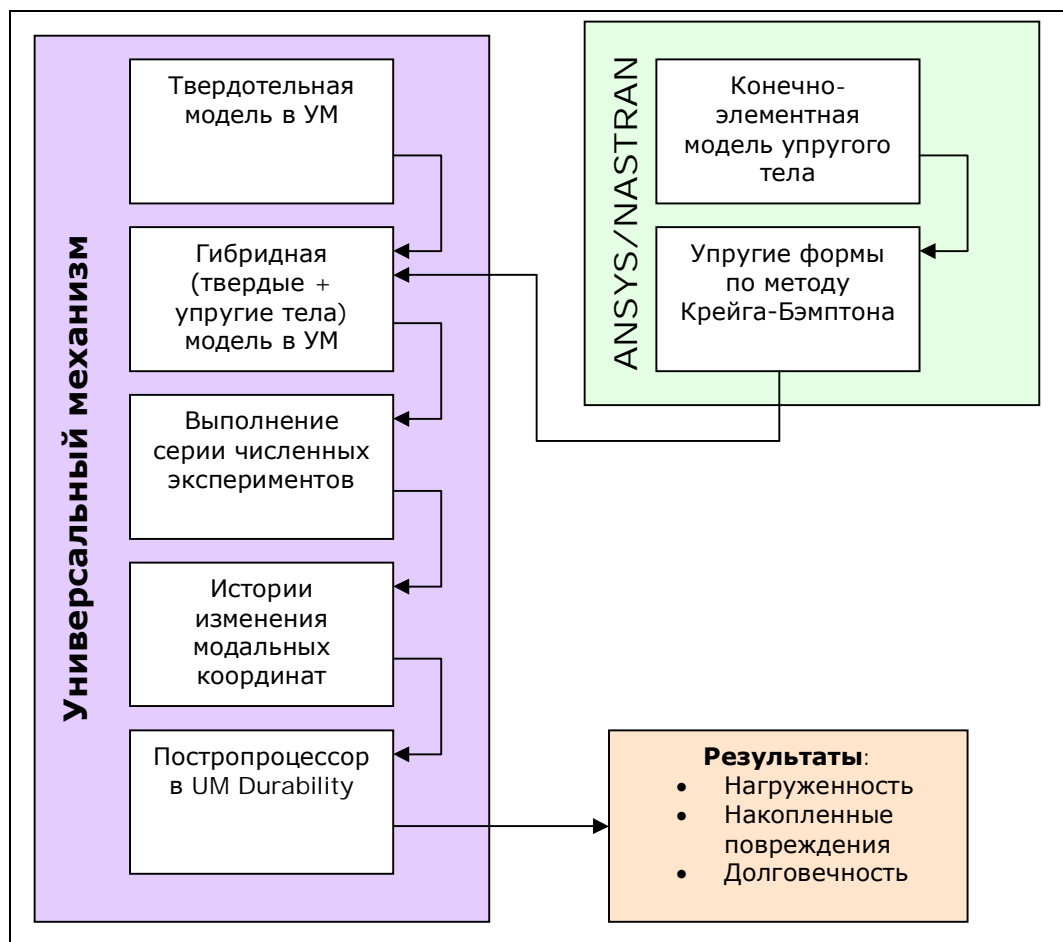 Универсальный механизм
Твердотельная
модель в УМ
Гибридная
(твердые +
упругие тела)
модель в УМ
Выполнение
серии численных
экспериментов
Истории
изменения
модальных
координат
Постропроцессор
в UM Durability
ANSYS/NASTRAN
Конечно-
элементная
модель упругого
тела
Упругие формы
по методу
Крейга-Бэмптона
Результаты:
• Нагруженность
• Накопленные
повреждения
• Долговечность